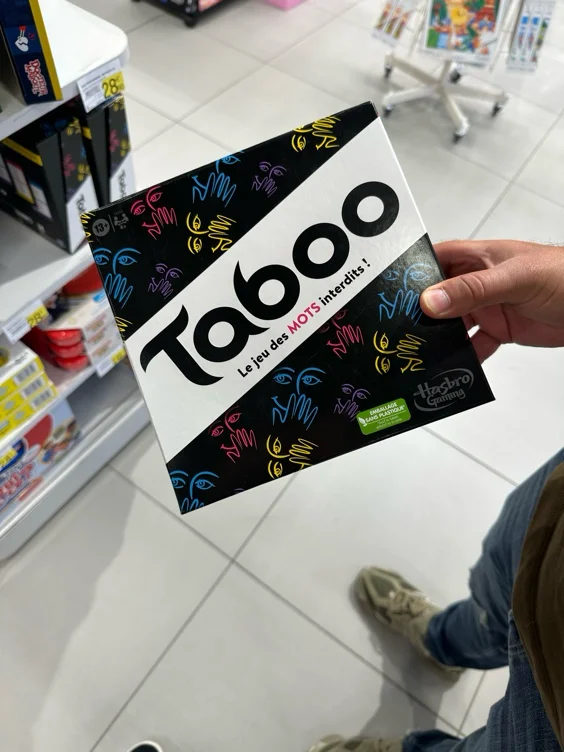 28
13+
Taboo
Le jeu des MOTS interdits !
Hasbro
Gaming
EMBALLAGE
SANS PLASTIQUE*